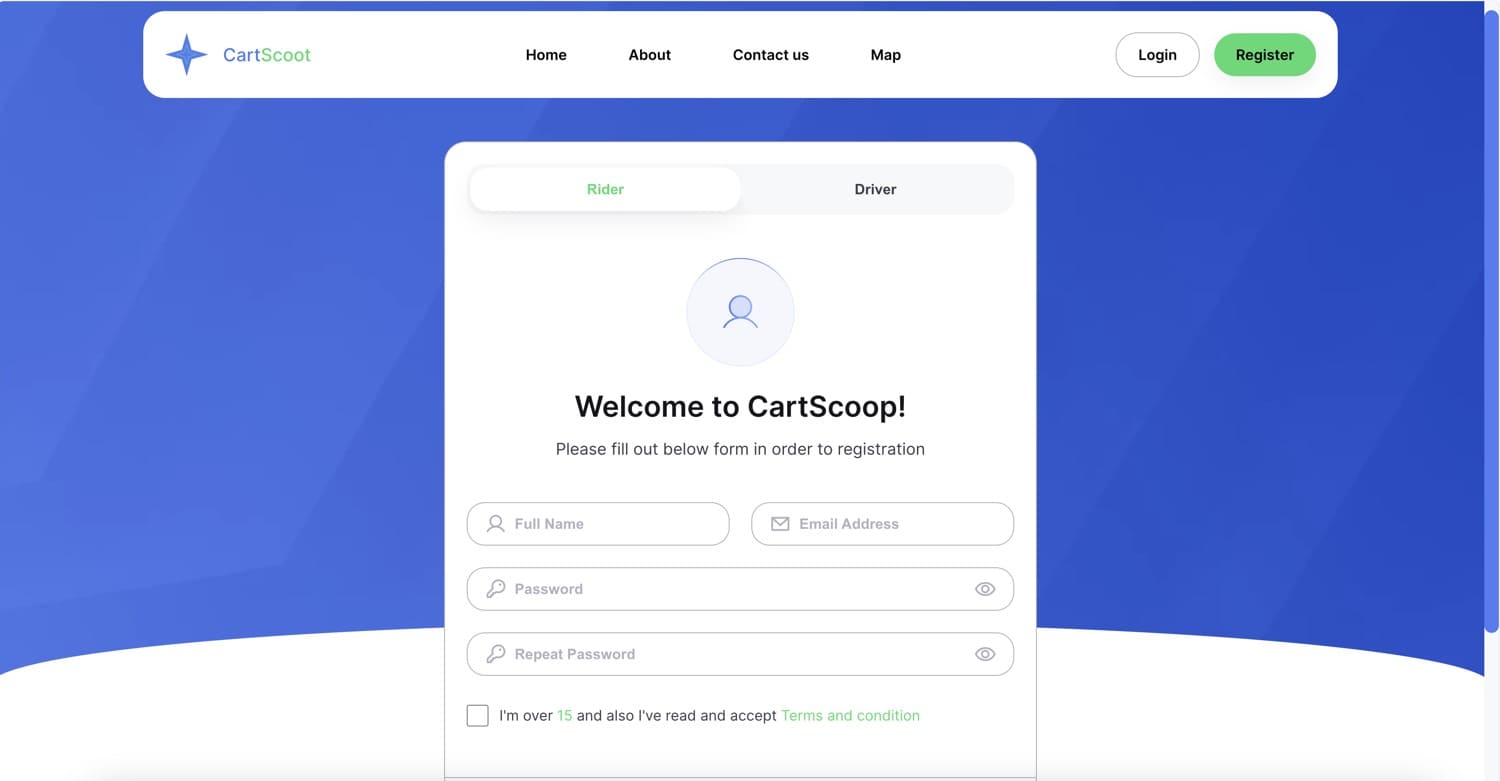 CartScoot
Home
About
Contact us
Map
Login
Register
Rider
Driver
Welcome to CartScoop!
Please fill out below form in order to registration
Full Name
Email Address
Password
Repeat Password
I'm over 15 and also I've read and accept Terms and condition